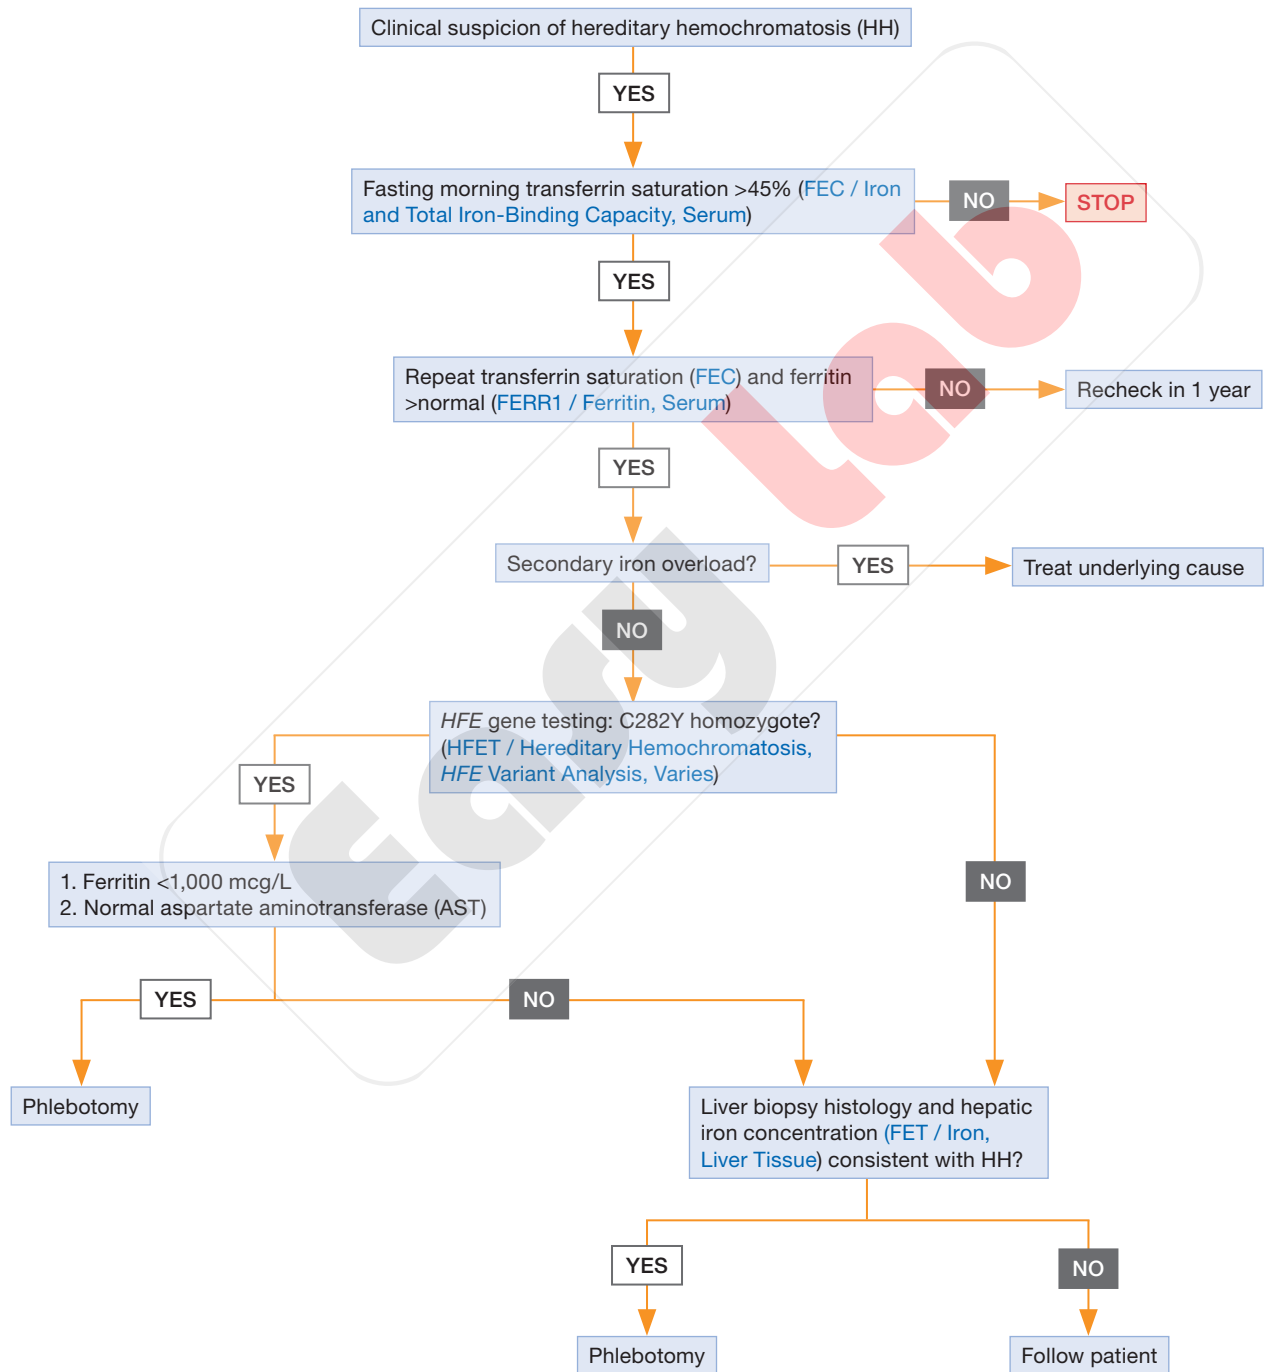 Clinical suspicion of hereditary hemochromatosis (HH)
YES
Fasting morning transferrin saturation >45% (FEC / Iron
and Total Iron-Binding Capacity, Serum)
NO
STOP
YES
Repeat transferrin saturation (FEC) and ferritin
>normal (FERR1 / Ferritin, Serum)
NO
Recheck in 1 year
YES
Secondary iron overload?
YES
Treat underlying cause
NO
HFE gene testing: C282Y homozygote?
(HFET / Hereditary Hemochromatosis,
HFE Variant Analysis, Varies)
YES
NO
1. Ferritin <1,000 mcg/L
2. Normal aspartate aminotransferase (AST)
YES
NO
Phlebotomy
Liver biopsy histology and hepatic
iron concentration (FET / Iron,
Liver Tissue) consistent with HH?
YES
NO
Phlebotomy
Follow patient
Easy lab